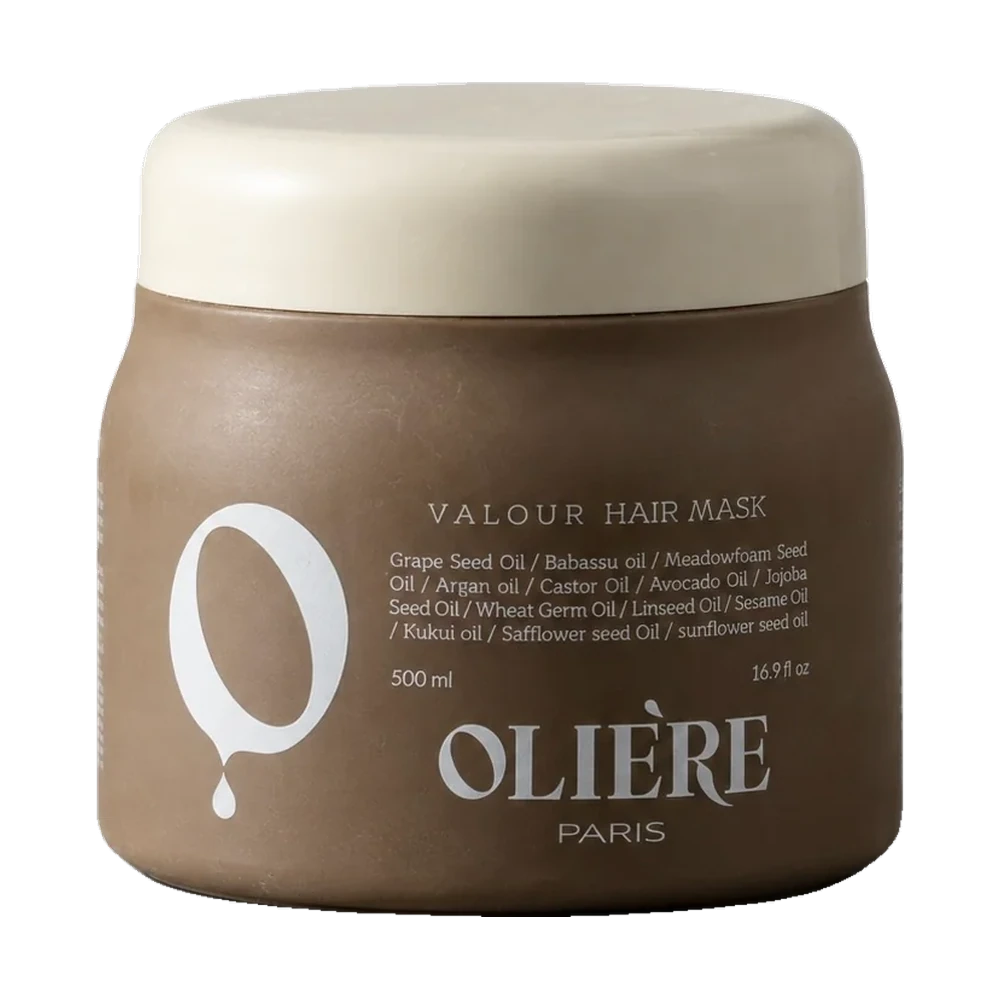 VALOUR HAIR MASK
Grape Seed Oil / Babassu oil / Meadowfoam Seed
Oil / Argan oil / Castor Oil / Avocado Oil / Jojoba
Seed Oil / Wheat Germ Oil / Linseed Oil / Sesame Oil
/ Kukui oil / Safflower seed Oil / sunflower seed oil
500 ml 16.9 fl oz
OLIÈRE
PARIS